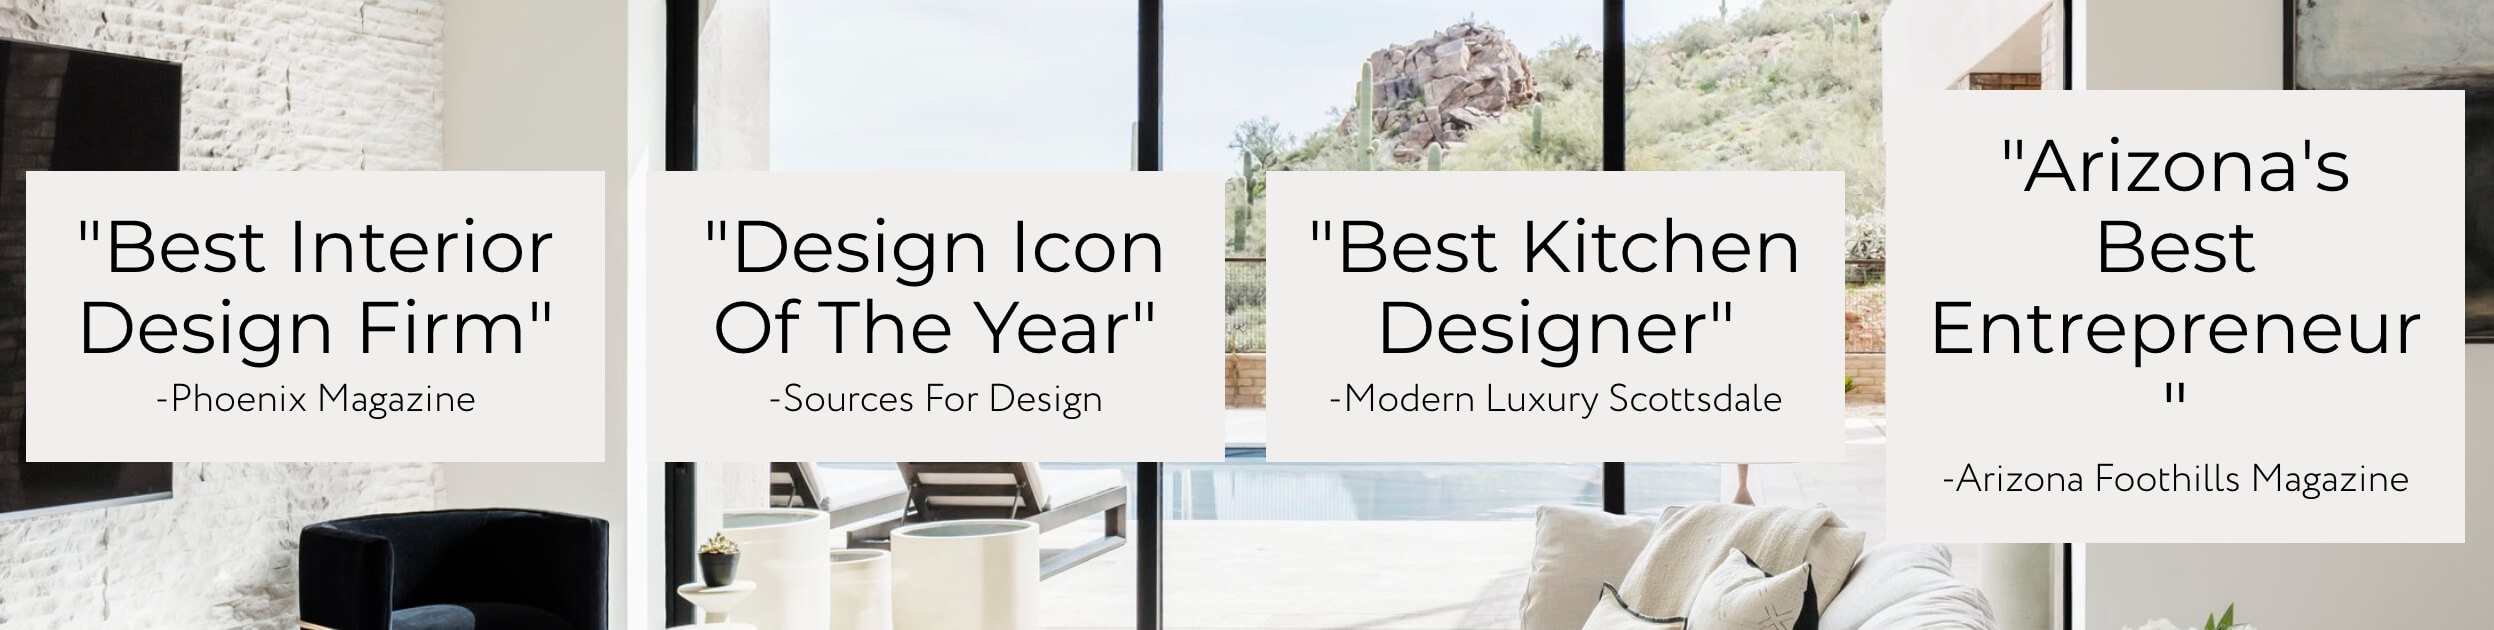 "Best Interior
Design Firm"
-Phoenix Magazine
"Design Icon
Of The Year"
-Sources For Design
"Best Kitchen
Designer"
-Modern Luxury Scottsdale
"Arizona's
Best
Entrepreneur
"
-Arizona Foothills Magazine